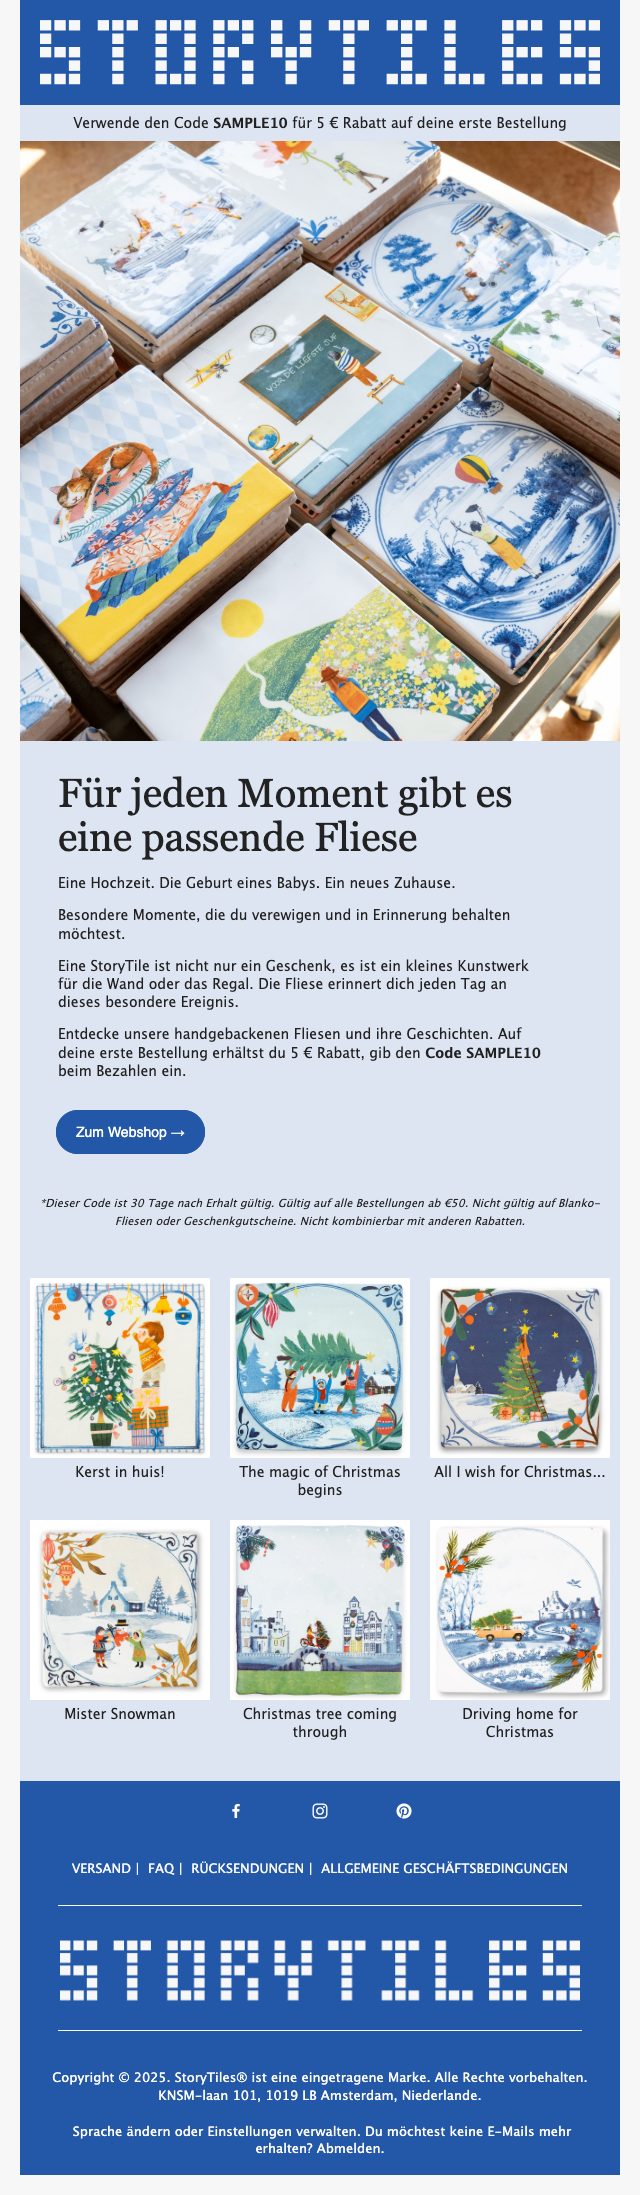 STORYTILES
Verwende den Code SAMPLE10 für 5 € Rabatt auf deine erste Bestellung
VOOR DE LIEFSTE JUF
Für jeden Moment gibt es
eine passende Fliese
Eine Hochzeit. Die Geburt eines Babys. Ein neues Zuhause.
Besondere Momente, die du verewigen und in Erinnerung behalten
möchtest.
Eine StoryTile ist nicht nur ein Geschenk, es ist ein kleines Kunstwerk
für die Wand oder das Regal. Die Fliese erinnert dich jeden Tag an
dieses besondere Ereignis.
Entdecke unsere handgebackenen Fliesen und ihre Geschichten. Auf
deine erste Bestellung erhältst du 5 € Rabatt, gib den Code SAMPLE10
beim Bezahlen ein.
Zum Webshop →
*Dieser Code ist 30 Tage nach Erhalt gültig. Gültig auf alle Bestellungen ab €50. Nicht gültig auf Blanko-
Fliesen oder Geschenkgutscheine. Nicht kombinierbar mit anderen Rabatten.
Kerst in huis!
The magic of Christmas
begins
All I wish for Christmas...
Mister Snowman
Christmas tree coming
through
Driving home for
Christmas
VERSAND | FAQ | RÜCKSENDUNGEN | ALLGEMEINE GESCHÄFTSBEDINGUNGEN
STORYTILES
Copyright © 2025. StoryTiles® ist eine eingetragene Marke. Alle Rechte vorbehalten.
KNSM-laan 101, 1019 LB Amsterdam, Niederlande.
Sprache ändern oder Einstellungen verwalten. Du möchtest keine E-Mails mehr
erhalten? Abmelden.